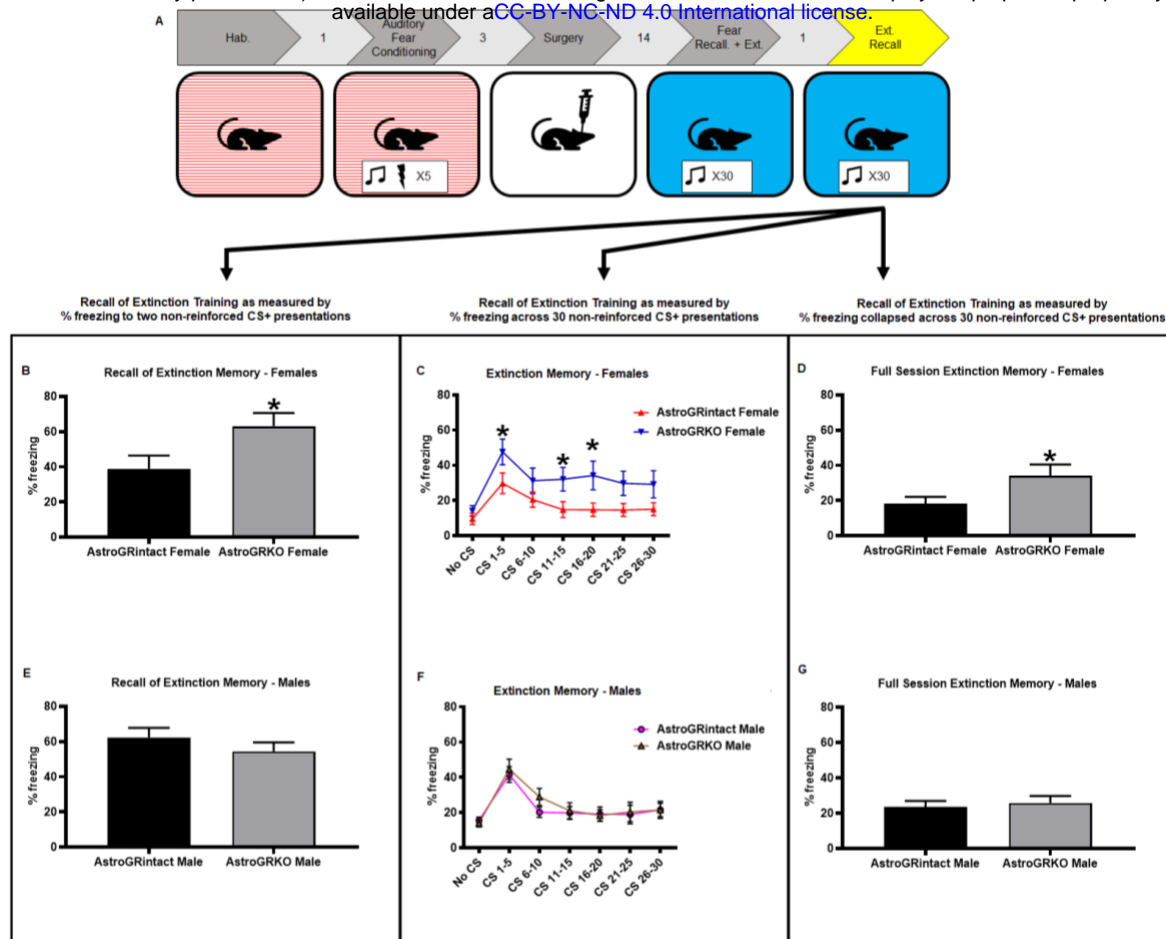 available under aCC-BY-NC-ND 4.0 International license.
A
Hab.
1
Auditory
Fear
Conditioning
3
Surgery
14
Fear
Recall. + Ext.
1
Ext.
Recall
X5
X30
X30
Recall of Extinction Training as measured by
% freezing to two non-reinforced CS+ presentations
Recall of Extinction Training as measured by
% freezing across 30 non-reinforced CS+ presentations
Recall of Extinction Training as measured by
% freezing collapsed across 30 non-reinforced CS+ presentations
B
Recall of Extinction Memory - Females
% freezing
80
60
40
20
0
*
AstroGRintact Female
AstroGRKO Female
C
Extinction Memory - Females
% freezing
80
60
40
20
0
* * *
AstroGRintact Female
AstroGRKO Female
No CS
CS 1-5
CS 6-10
CS 11-15
CS 16-20
CS 21-25
CS 26-30
D
Full Session Extinction Memory - Females
% freezing
80
60
40
20
0
*
AstroGRintact Female
AstroGRKO Female
E
Recall of Extinction Memory - Males
% freezing
80
60
40
20
0
AstroGRintact Male
AstroGRKO Male
F
Extinction Memory - Males
% freezing
80
60
40
20
0
AstroGRintact Male
AstroGRKO Male
No CS
CS 1-5
CS 6-10
CS 11-15
CS 16-20
CS 21-25
CS 26-30
G
Full Session Extinction Memory - Males
% freezing
80
60
40
20
0
AstroGRintact Male
AstroGRKO Male